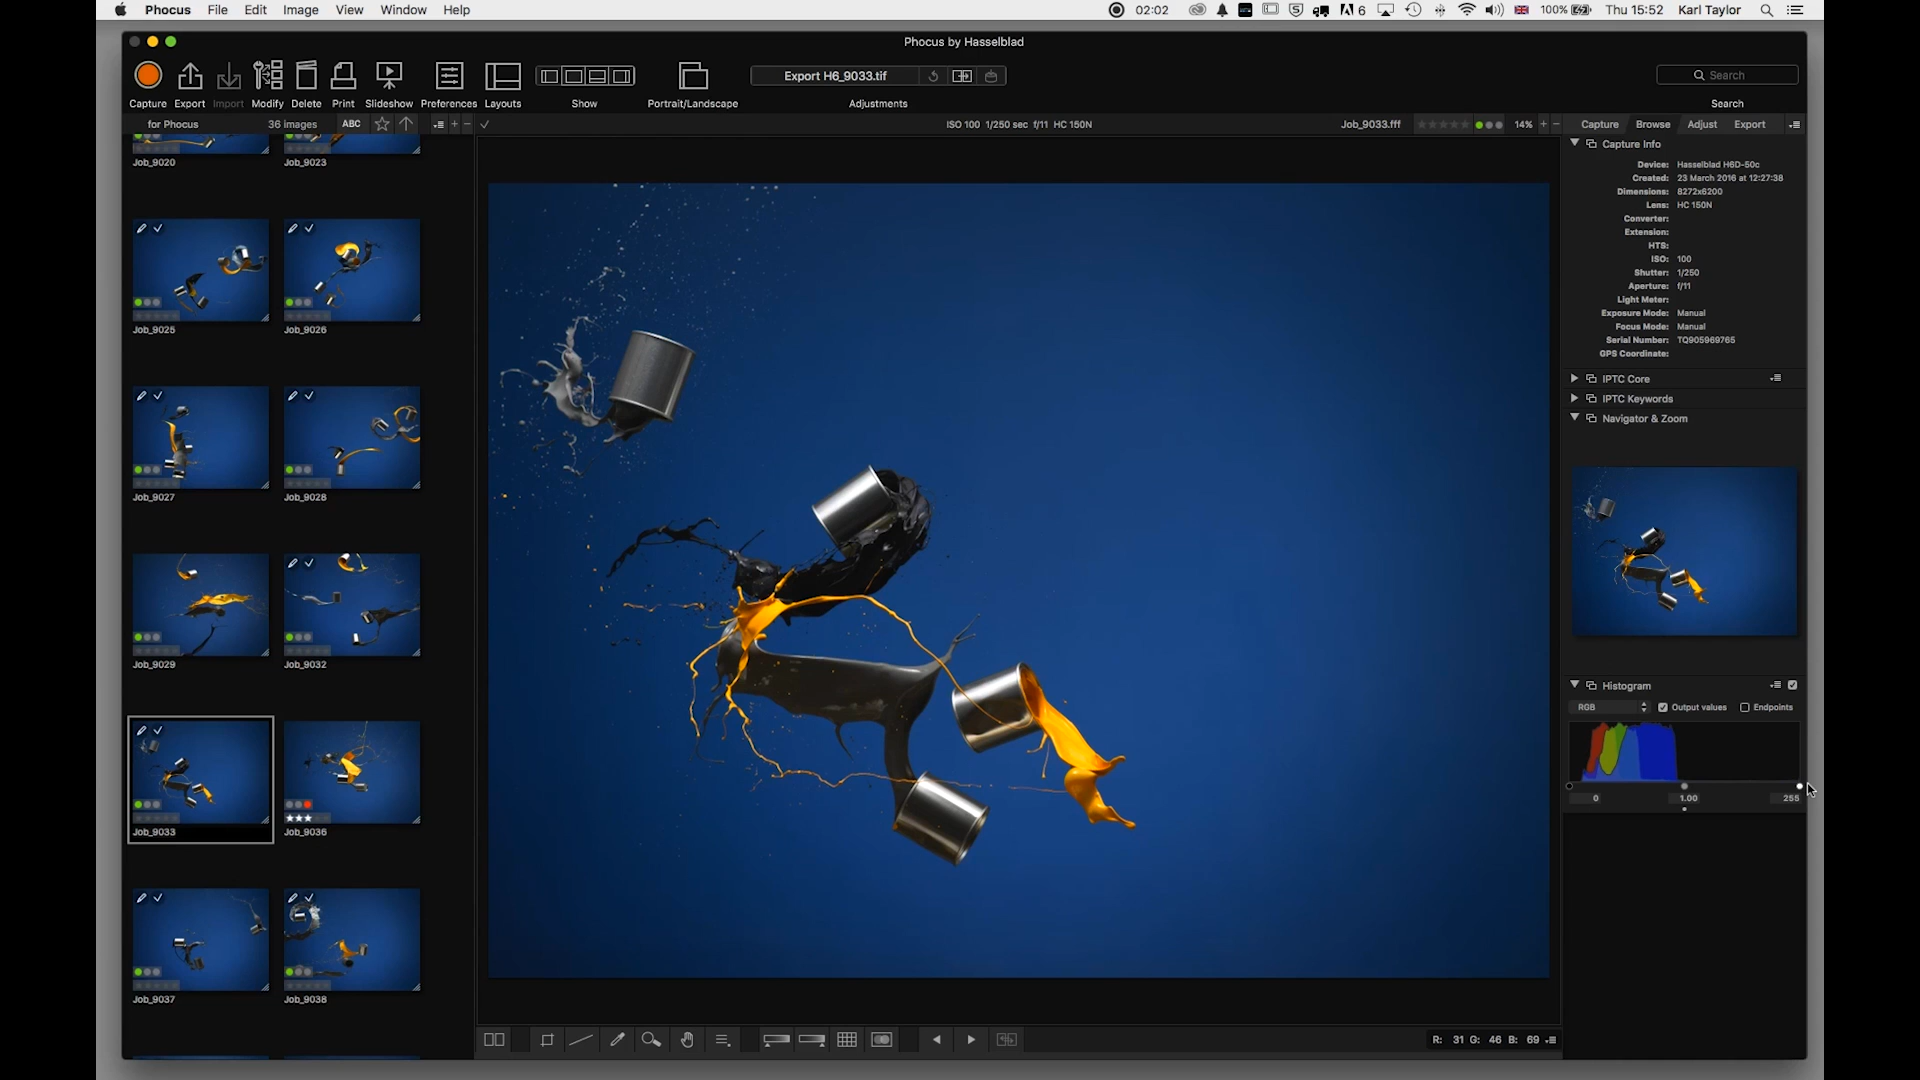 Phocus File Edit Image View Window Help
02:02 6 100% Thu 15:52 Karl Taylor
Phocus by Hasselblad
Export H6_9033.tif
Search
Capture Export Import Modify Delete Print Slideshow Preferences Layouts Show Portrait/Landscape Adjustments Search
for Phocus 36 images ABC
ISO 100 1/250 sec f/11 HC 150N
Job_9033.fff
14% + -
Capture Browse Adjust Export
Capture Info
Device: Hasselblad H6D-50c
Created: 23 March 2016 at 12:27:38
Dimensions: 8272x6200
Lens: HC 150N
Converter:
Extension:
HTS:
ISO: 100
Shutter: 1/250
Aperture: f/11
Light Meter:
Exposure Mode: Manual
Focus Mode: Manual
Serial Number: TQ905969765
GPS Coordinate:
IPTC Core
IPTC Keywords
Navigator & Zoom
Histogram
RGB Output values Endpoints
0 1.00 255
Job_9020 Job_9023
Job_9025 Job_9026
Job_9027 Job_9028
Job_9029 Job_9032
Job_9033 Job_9036
Job_9037 Job_9038
R: 31 G: 46 B: 69